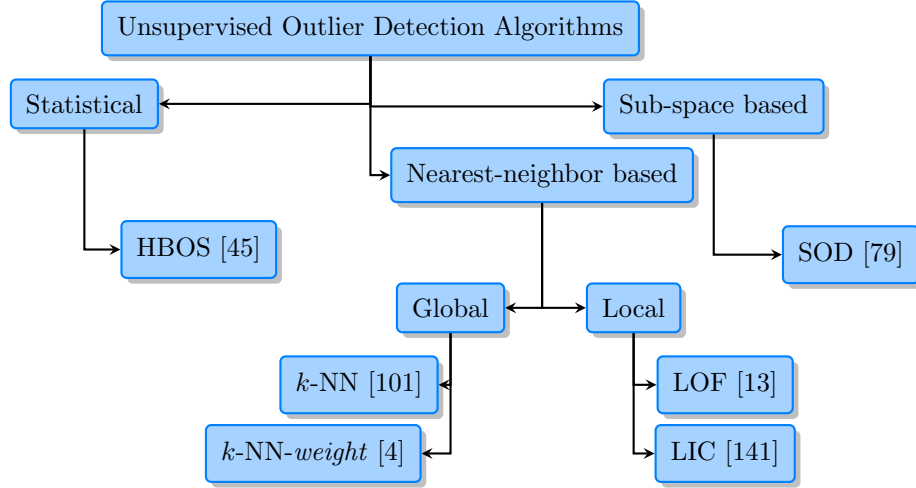 Unsupervised Outlier Detection Algorithms
Statistical
Sub-space based
Nearest-neighbor based
HBOS [45]
SOD [79]
Global
Local
k-NN [101]
LOF [13]
k-NN-weight [4]
LIC [141]